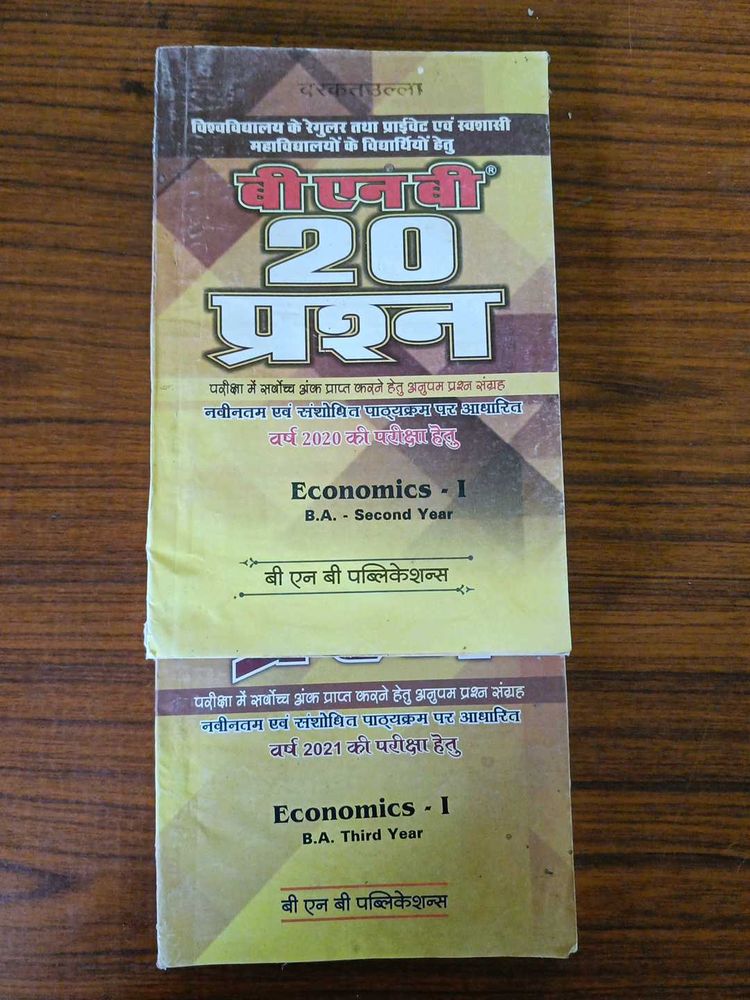 बरकतउल्ला
विश्वविद्यालय के रेगुलर तथा प्राईवेट एवं स्वशासी
महाविद्यालयों के विद्यार्थियों हेतु
बी एन बी®
20
प्रश्न
परीक्षा में सर्वोच्च अंक प्राप्त करने हेतु अनुपम प्रश्न संग्रह
नवीनतम एवं संशोधित पाठ्यक्रम पर आधारित
वर्ष 2020 की परीक्षा हेतु
Economics - I
B.A. - Second Year
बी एन बी पब्लिकेशन्स
परीक्षा में सर्वोच्च अंक प्राप्त करने हेतु अनुपम प्रश्न संग्रह
नवीनतम एवं संशोधित पाठ्यक्रम पर आधारित
वर्ष 2021 की परीक्षा हेतु
Economics - I
B.A. Third Year
बी एन बी पब्लिकेशन्स